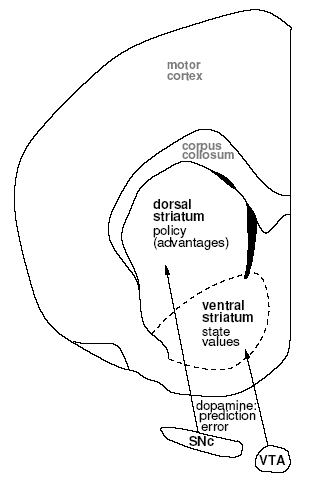 motor
cortex
corpus
collosum
dorsal
striatum
policy
(advantages)
ventral
striatum
state
values
dopamine:
prediction
error
SNc
VTA